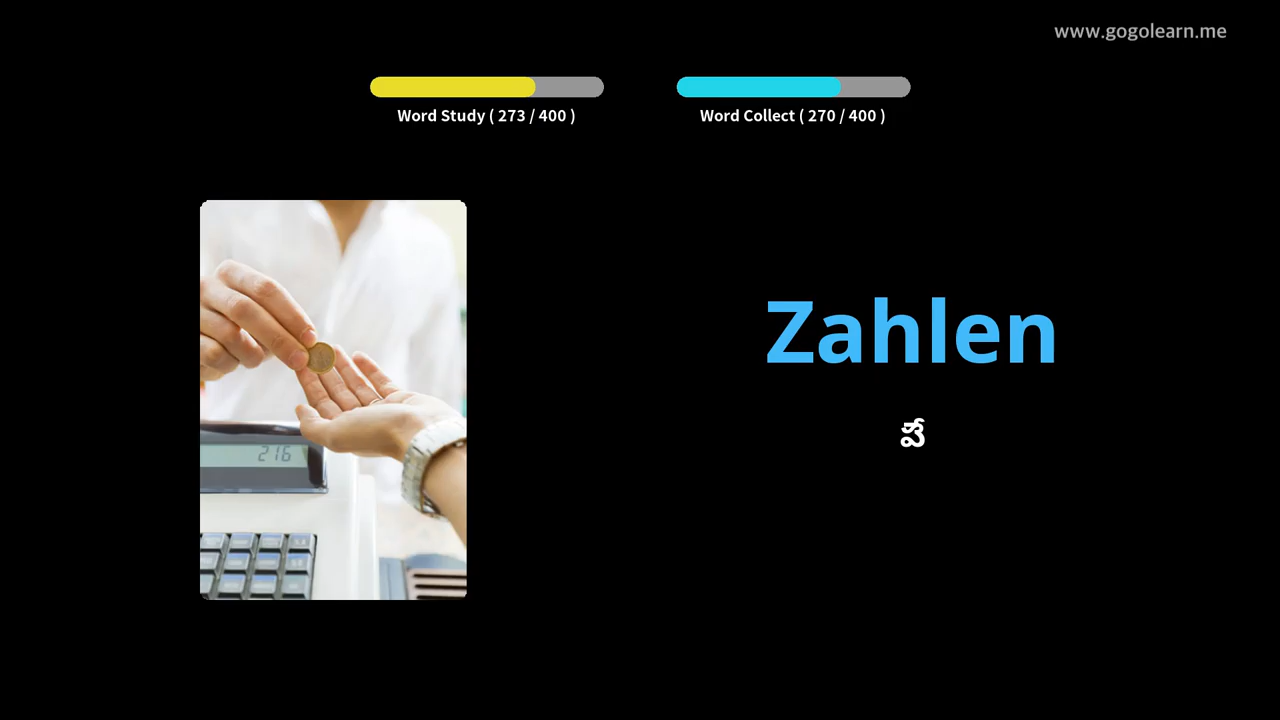 www.gogolearn.me
Word Study ( 273 / 400 )
Word Collect ( 270 / 400 )
216
Zahlen
పే